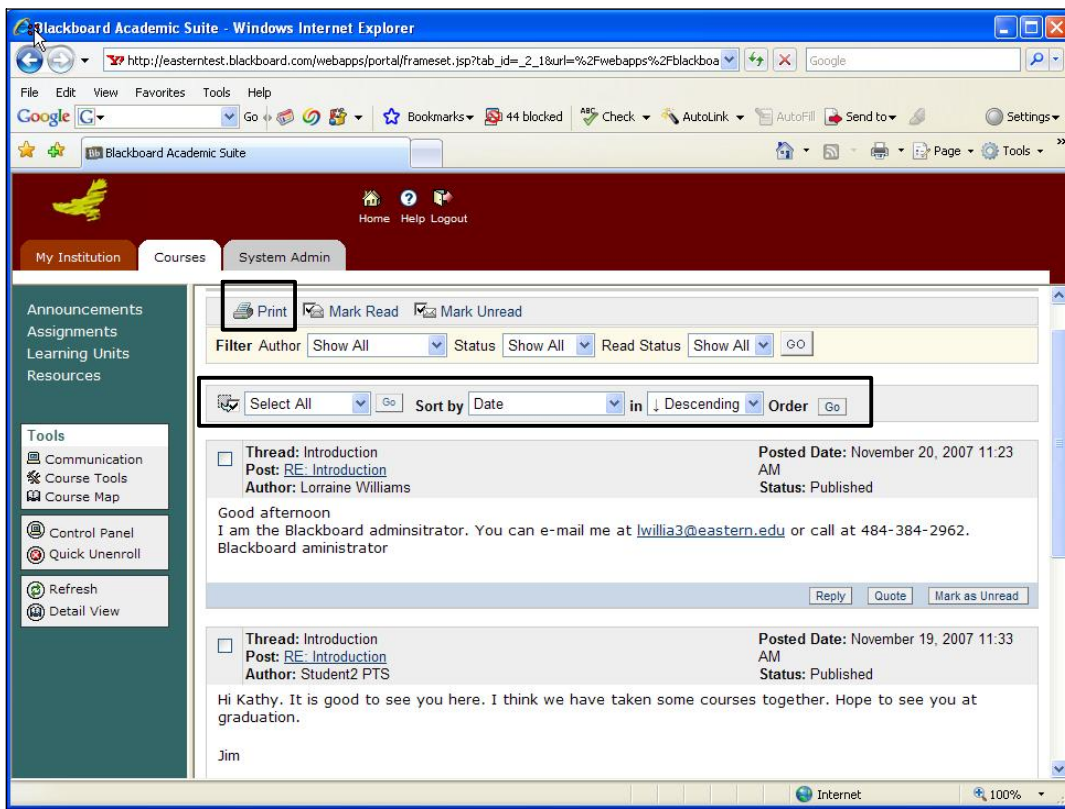 Blackboard Academic Suite - Windows Internet Explorer
http://easterntest.blackboard.com/webapps/portal/frameset.jsp?tab_id=_2_1&url=%2Fwebapps%2Fblackboa Google
File Edit View Favorites Tools Help
Google G Go Bookmarks 44 blocked Check AutoLink AutoFill Send to Settings
Bb Blackboard Academic Suite Page Tools »
Home Help Logout
My Institution Courses System Admin
Announcements
Assignments
Learning Units
Resources
Tools
Communication
Course Tools
Course Map
Control Panel
Quick Unenroll
Refresh
Detail View
Print Mark Read Mark Unread
Filter Author Show All Status Show All Read Status Show All GO
Select All Go Sort by Date in ↓ Descending Order Go
Thread: Introduction
Post: RE: Introduction
Author: Lorraine Williams
Posted Date: November 20, 2007 11:23
AM
Status: Published
Good afternoon
I am the Blackboard adminsitrator. You can e-mail me at lwillia3@eastern.edu or call at 484-384-2962.
Blackboard aministrator
Reply Quote Mark as Unread
Thread: Introduction
Post: RE: Introduction
Author: Student2 PTS
Posted Date: November 19, 2007 11:33
AM
Status: Published
Hi Kathy. It is good to see you here. I think we have taken some courses together. Hope to see you at
graduation.
Jim
Internet 100%